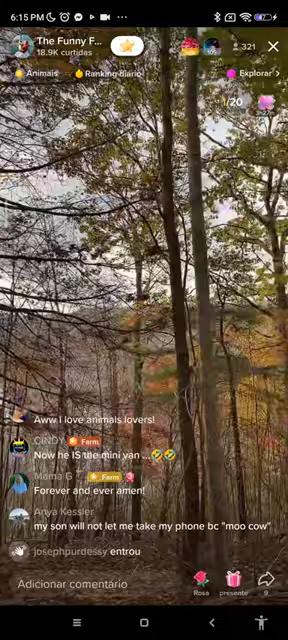 6:15 PM
The Funny F...
18.9K curtidas
321
Animais
Ranking diário
Explorar >
1/20
Aww I love animals lovers!
CINDY Farm
Now he IS the mini van ...🤣🤣
Mama G Farm
Forever and ever amen!
Anya Kessler
my son will not let me take my phone bc "moo cow"
josephpurdessy entrou
Adicionar comentário
Rosa
presente
9